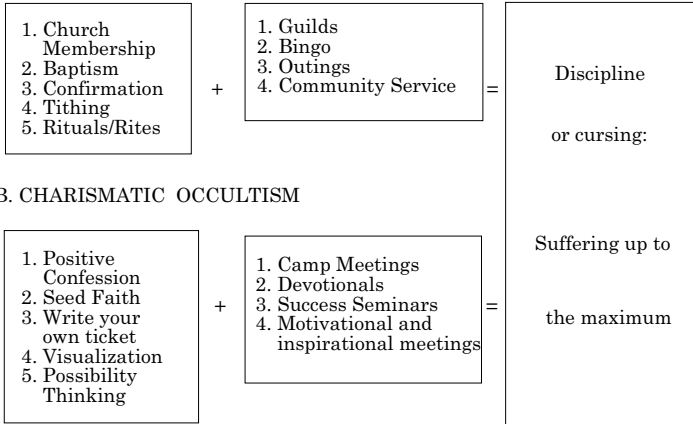 1. Church
Membership
2. Baptism
3. Confirmation
4. Tithing
5. Rituals/Rites
+
1. Guilds
2. Bingo
3. Outings
4. Community Service
=
Discipline
or cursing:
Suffering up to
the maximum
B. CHARISMATIC OCCULTISM
1. Positive
Confession
2. Seed Faith
3. Write your
own ticket
4. Visualization
5. Possibility
Thinking
+
1. Camp Meetings
2. Devotionals
3. Success Seminars
4. Motivational and
inspirational meetings
=